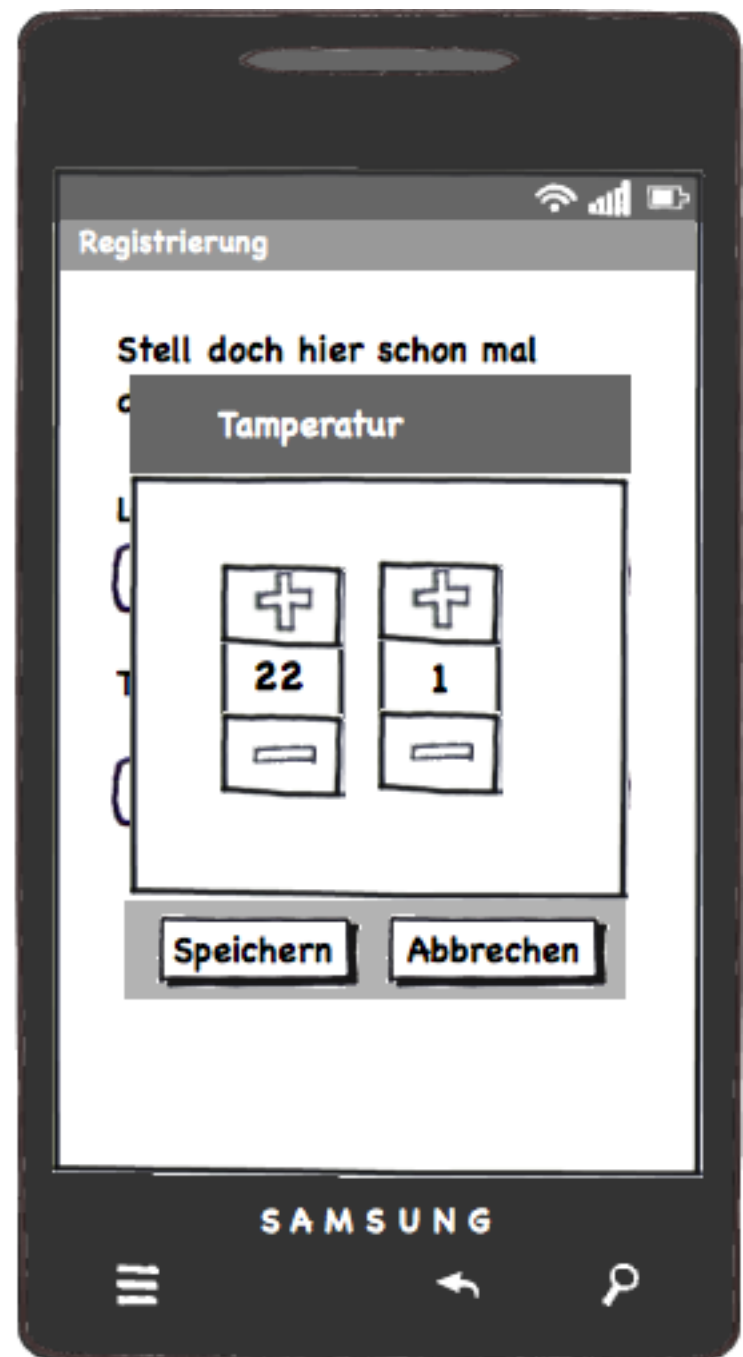 Registrierung
Stell doch hier schon mal
Tamperatur
22
1
Speichern
Abbrechen
SAMSUNG